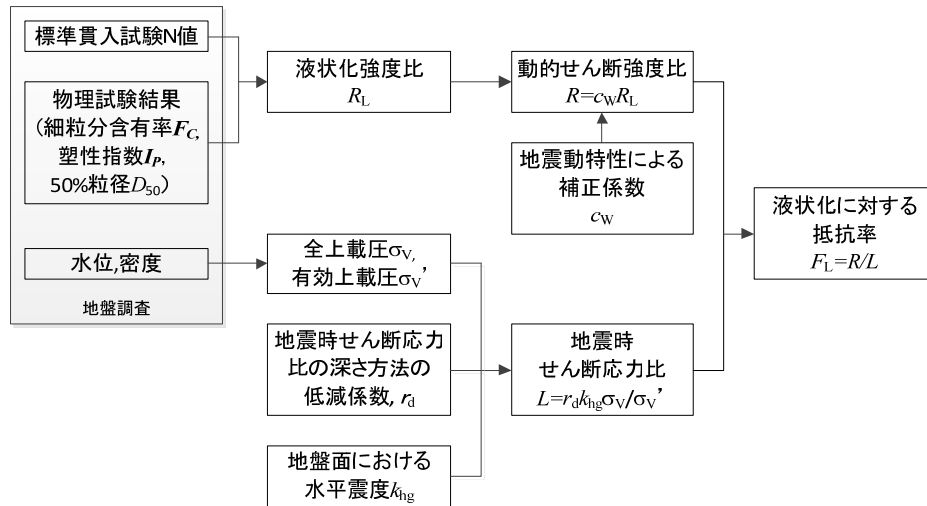 標準貫入試験N値
物理試験結果
(細粒分含有率FC,
塑性指数IP,
50%粒径D50)
水位,密度
地盤調査
液状化強度比
RL
全上載圧σV,
有効上載圧σV’
地震時せん断応力
比の深さ方法の
低減係数, rd
地盤面における
水平震度khg
動的せん断強度比
R=cWRL
地震動特性による
補正係数
cW
地震時
せん断応力比
L=rdkhgσV/σV’
液状化に対する
抵抗率
FL=R/L